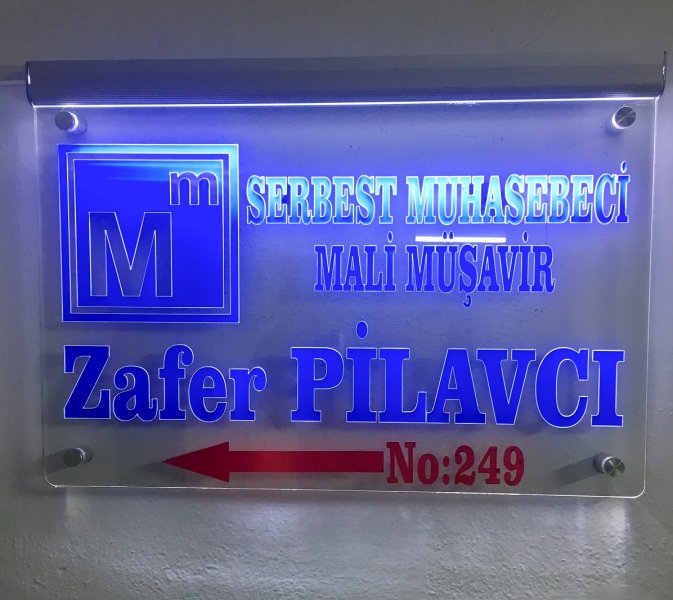 Mm
SERBEST MUHASEBECİ
MALİ MÜŞAVİR
Zafer PİLAVCI
No:249